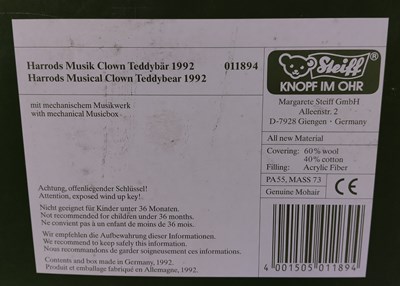 Harrods Musik Clown Teddybär 1992 011894
Harrods Musical Clown Teddybear 1992
mit mechanischem Musikwerk
with mechanical Musicbox
Achtung, offenliegender Schlüssel!
Attention, exposed wind up key!.
Nicht geeignet für Kinder unter 36 Monaten.
Not recommended for children under 36 months.
Ne convient pas à un enfant de moins de 36 mois.
Wir empfehlen die Aufbewahrung dieser Informationen.
We recommend to keep safely this information.
Nous recommandons de garder soigneusement ces informations.
Contents and box made in Germany, 1992.
Produit et emballage fabriqué en Allemagne, 1992.
Steiff®
KNOPF IM OHR
Margarete Steiff GmbH
Alleenstr. 2
D-7928 Giengen · Germany
All new Material
Covering: 60% wool
40% cotton
Filling: Acrylic Fiber
PA55, MASS 73
Genuine Mohair
CE
4 001505 011894